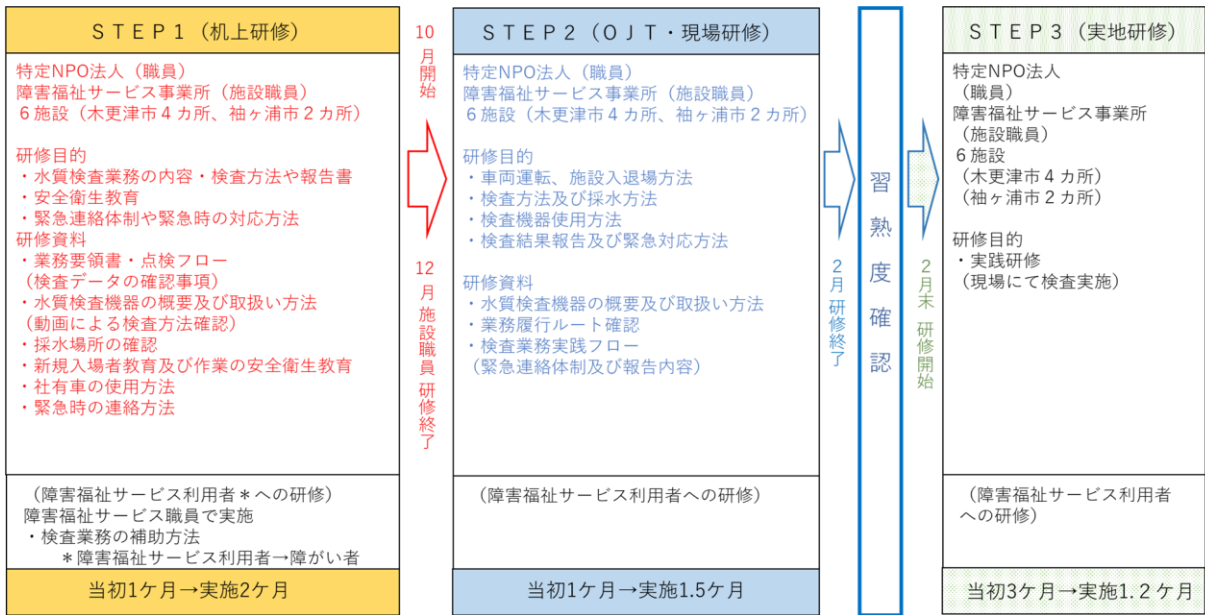 ＳＴＥＰ１（机上研修）
特定NPO法人（職員）
障害福祉サービス事業所（施設職員）
６施設（木更津市４カ所、袖ヶ浦市２カ所）
研修目的
・水質検査業務の内容・検査方法や報告書
・安全衛生教育
・緊急連絡体制や緊急時の対応方法
研修資料
・業務要領書・点検フロー
（検査データの確認事項）
・水質検査機器の概要及び取扱い方法
（動画による検査方法確認）
・採水場所の確認
・新規入場者教育及び作業の安全衛生教育
・社有車の使用方法
・緊急時の連絡方法
（障害福祉サービス利用者＊への研修）
障害福祉サービス職員で実施
・検査業務の補助方法
＊障害福祉サービス利用者→障がい者
当初1ケ月→実施2ケ月
10月開始
12月 施設職員 研修終了
ＳＴＥＰ２（ＯＪＴ・現場研修）
特定NPO法人（職員）
障害福祉サービス事業所（施設職員）
６施設（木更津市４カ所、袖ヶ浦市２カ所）
研修目的
・車両運転、施設入退場方法
・検査方法及び採水方法
・検査機器使用方法
・検査結果報告及び緊急対応方法
研修資料
・水質検査機器の概要及び取扱い方法
・業務履行ルート確認
・検査業務実践フロー
（緊急連絡体制及び報告内容）
（障害福祉サービス利用者への研修）
当初1ケ月→実施1.5ケ月
2月 研修終了
習熟度確認
2月末 研修開始
ＳＴＥＰ３（実地研修）
特定NPO法人
（職員）
障害福祉サービス事業所
（施設職員）
６施設
（木更津市４カ所）
（袖ヶ浦市２カ所）
研修目的
・実践研修
（現場にて検査実施）
（障害福祉サービス利用者
への研修）
当初3ケ月→実施1.２ケ月